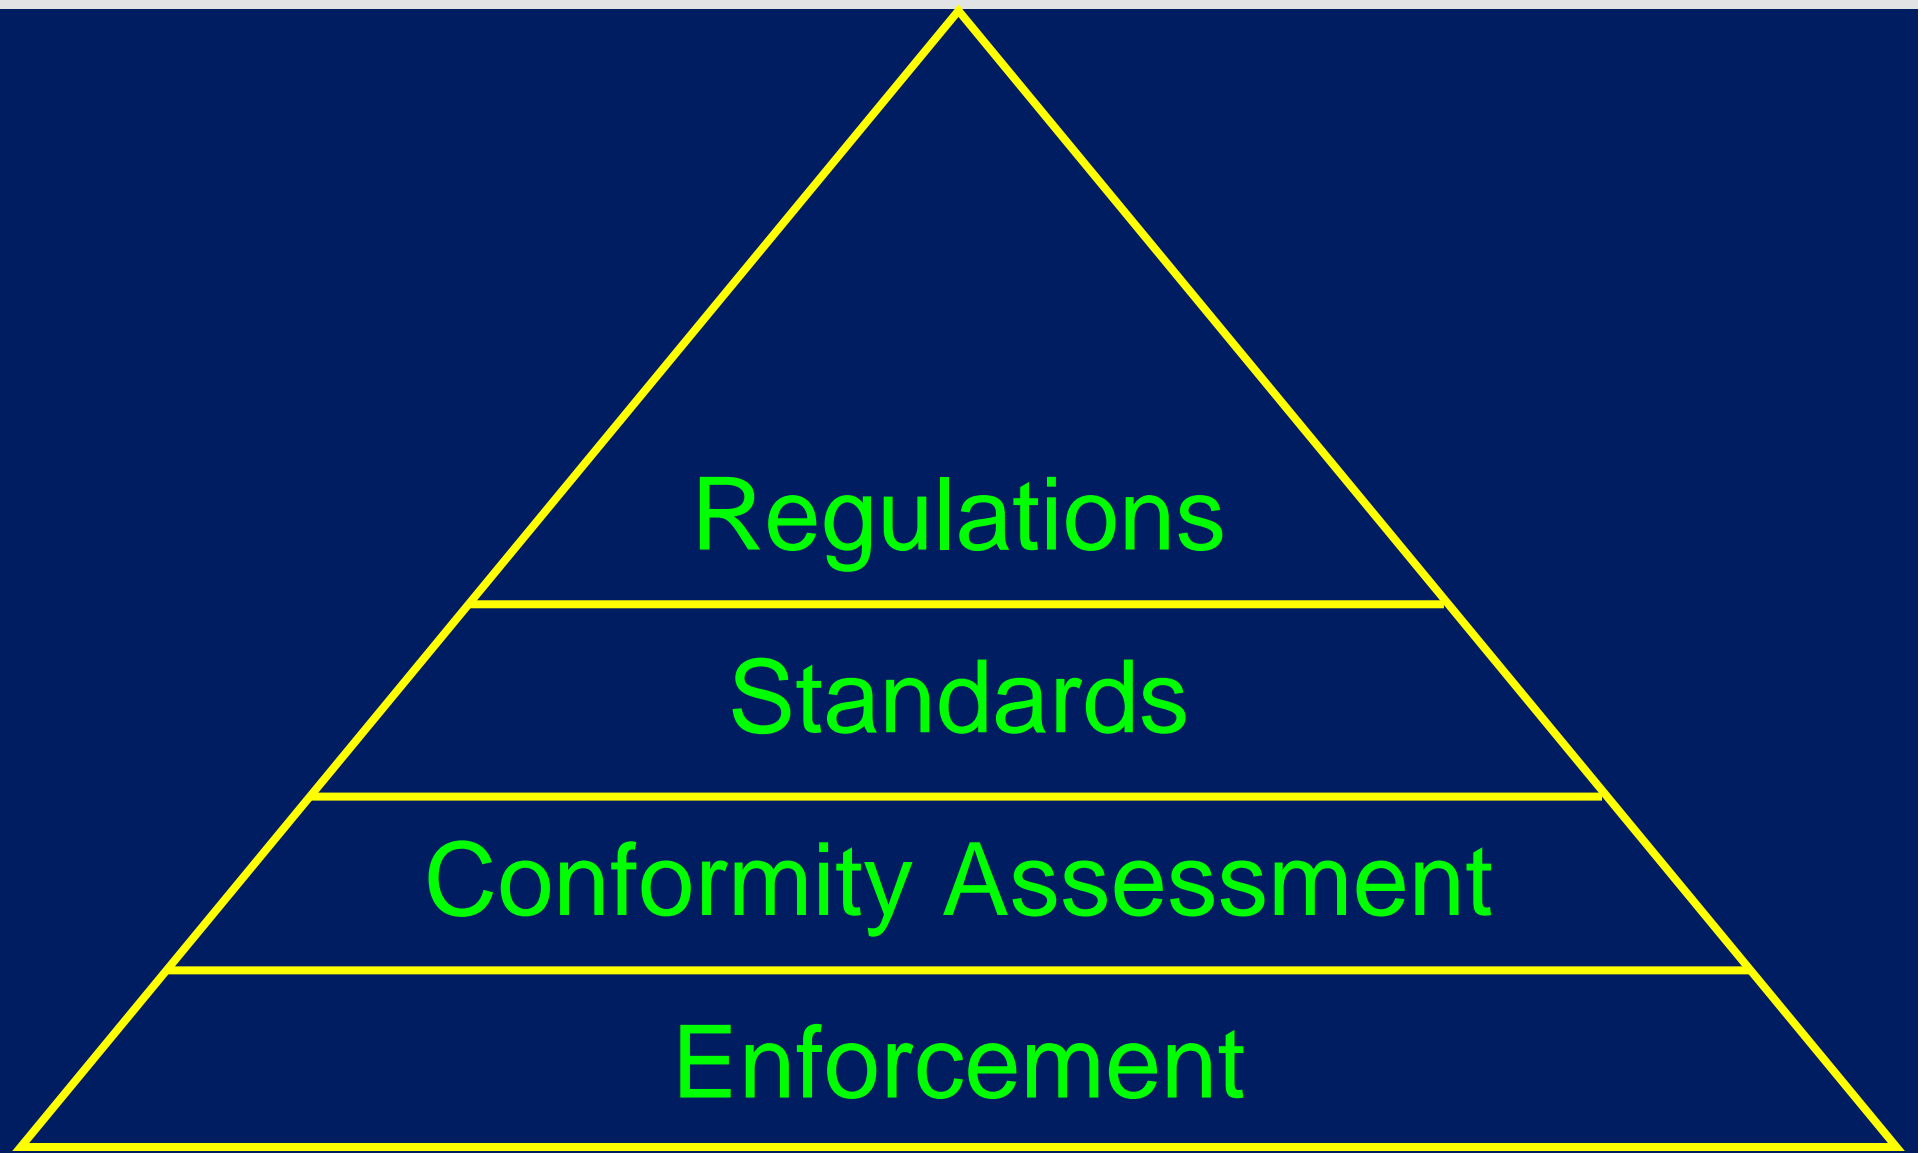 Regulations
Standards
Conformity Assessment
Enforcement